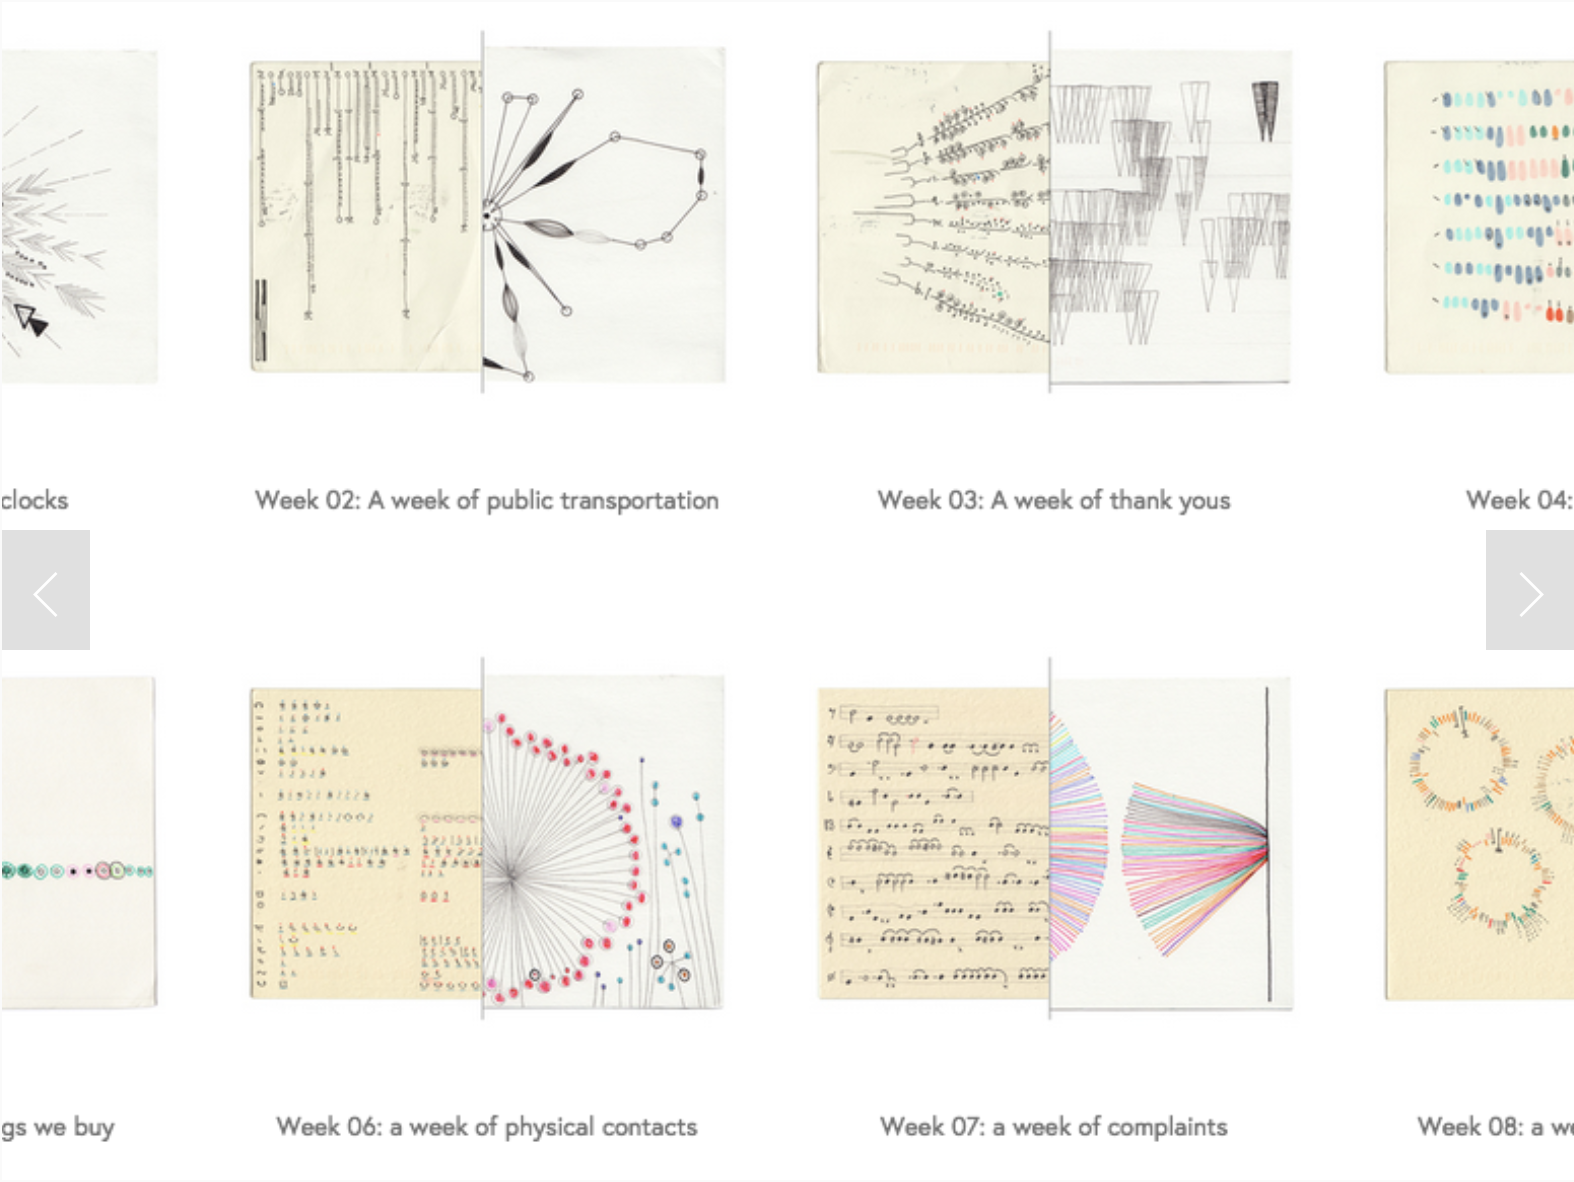 clocks
Week 02: A week of public transportation
Week 03: A week of thank yous
Week 04:
gs we buy
Week 06: a week of physical contacts
Week 07: a week of complaints
Week 08: a we